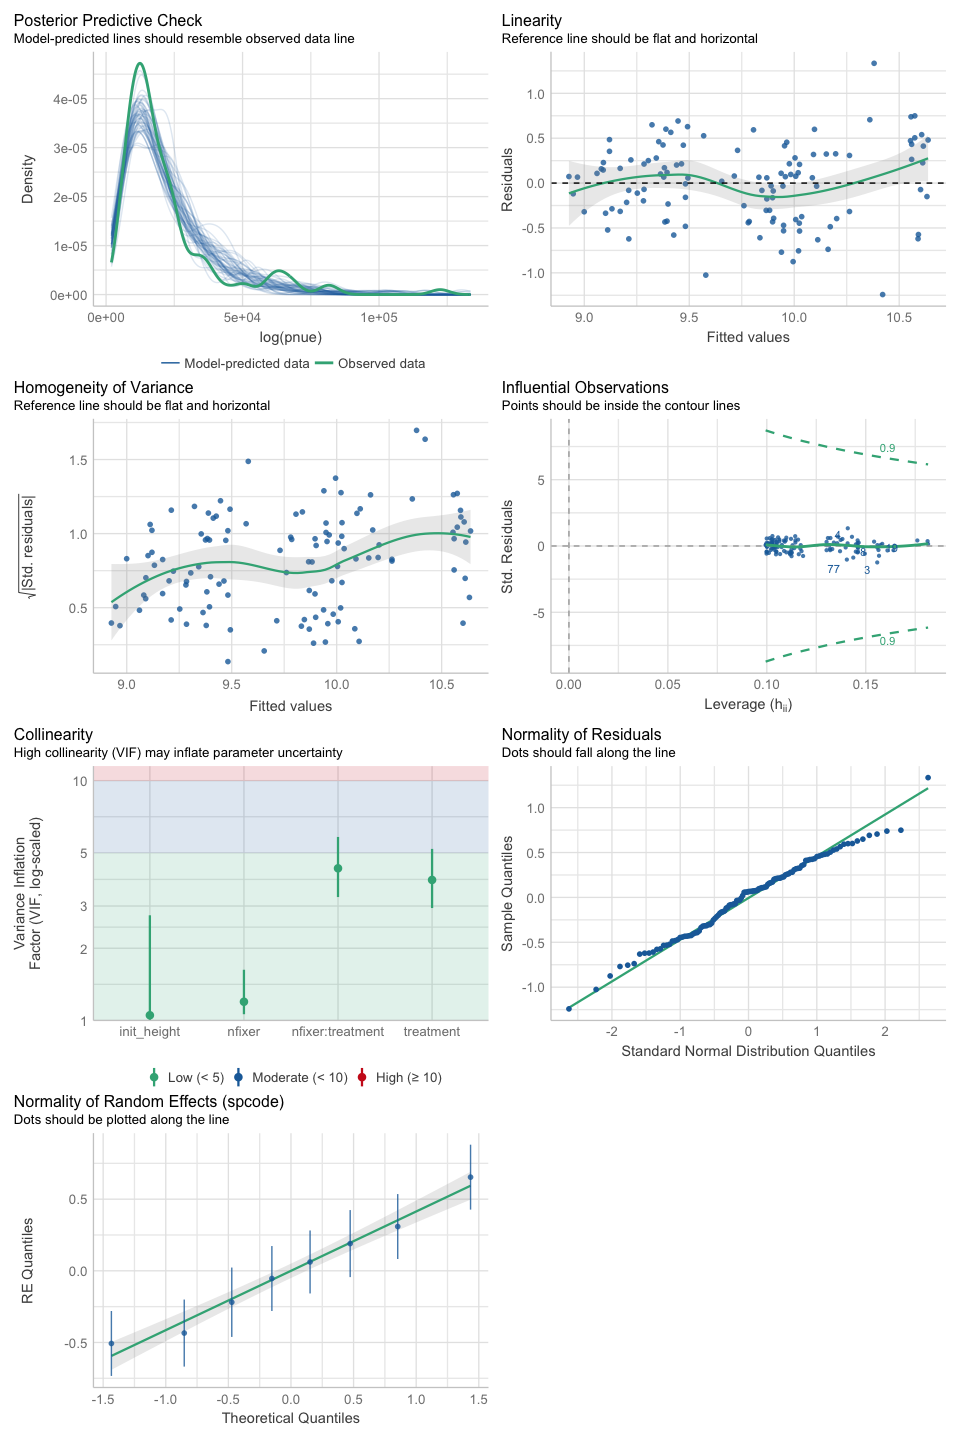 Posterior Predictive Check
Model-predicted lines should resemble observed data line
Density
4e-05
3e-05
2e-05
1e-05
0e+00
0e+00 5e+04 1e+05
log(pnue)
Model-predicted data Observed data
Linearity
Reference line should be flat and horizontal
Residuals
1.0
0.5
0.0
-0.5
-1.0
9.0 9.5 10.0 10.5
Fitted values
Homogeneity of Variance
Reference line should be flat and horizontal
√|Std. residuals|
1.5
1.0
0.5
9.0 9.5 10.0 10.5
Fitted values
Influential Observations
Points should be inside the contour lines
Std. Residuals
5
0
-5
0.9
4
8
77
3
0.9
0.00 0.05 0.10 0.15
Leverage (hii)
Collinearity
High collinearity (VIF) may inflate parameter uncertainty
Variance Inflation
Factor (VIF, log-scaled)
10
5
3
2
1
init_height nfixer nfixer:treatment treatment
Low (< 5) Moderate (< 10) High (≥ 10)
Normality of Residuals
Dots should fall along the line
Sample Quantiles
1.0
0.5
0.0
-0.5
-1.0
-2 -1 0 1 2
Standard Normal Distribution Quantiles
Normality of Random Effects (spcode)
Dots should be plotted along the line
RE Quantiles
0.5
0.0
-0.5
-1.5 -1.0 -0.5 0.0 0.5 1.0 1.5
Theoretical Quantiles